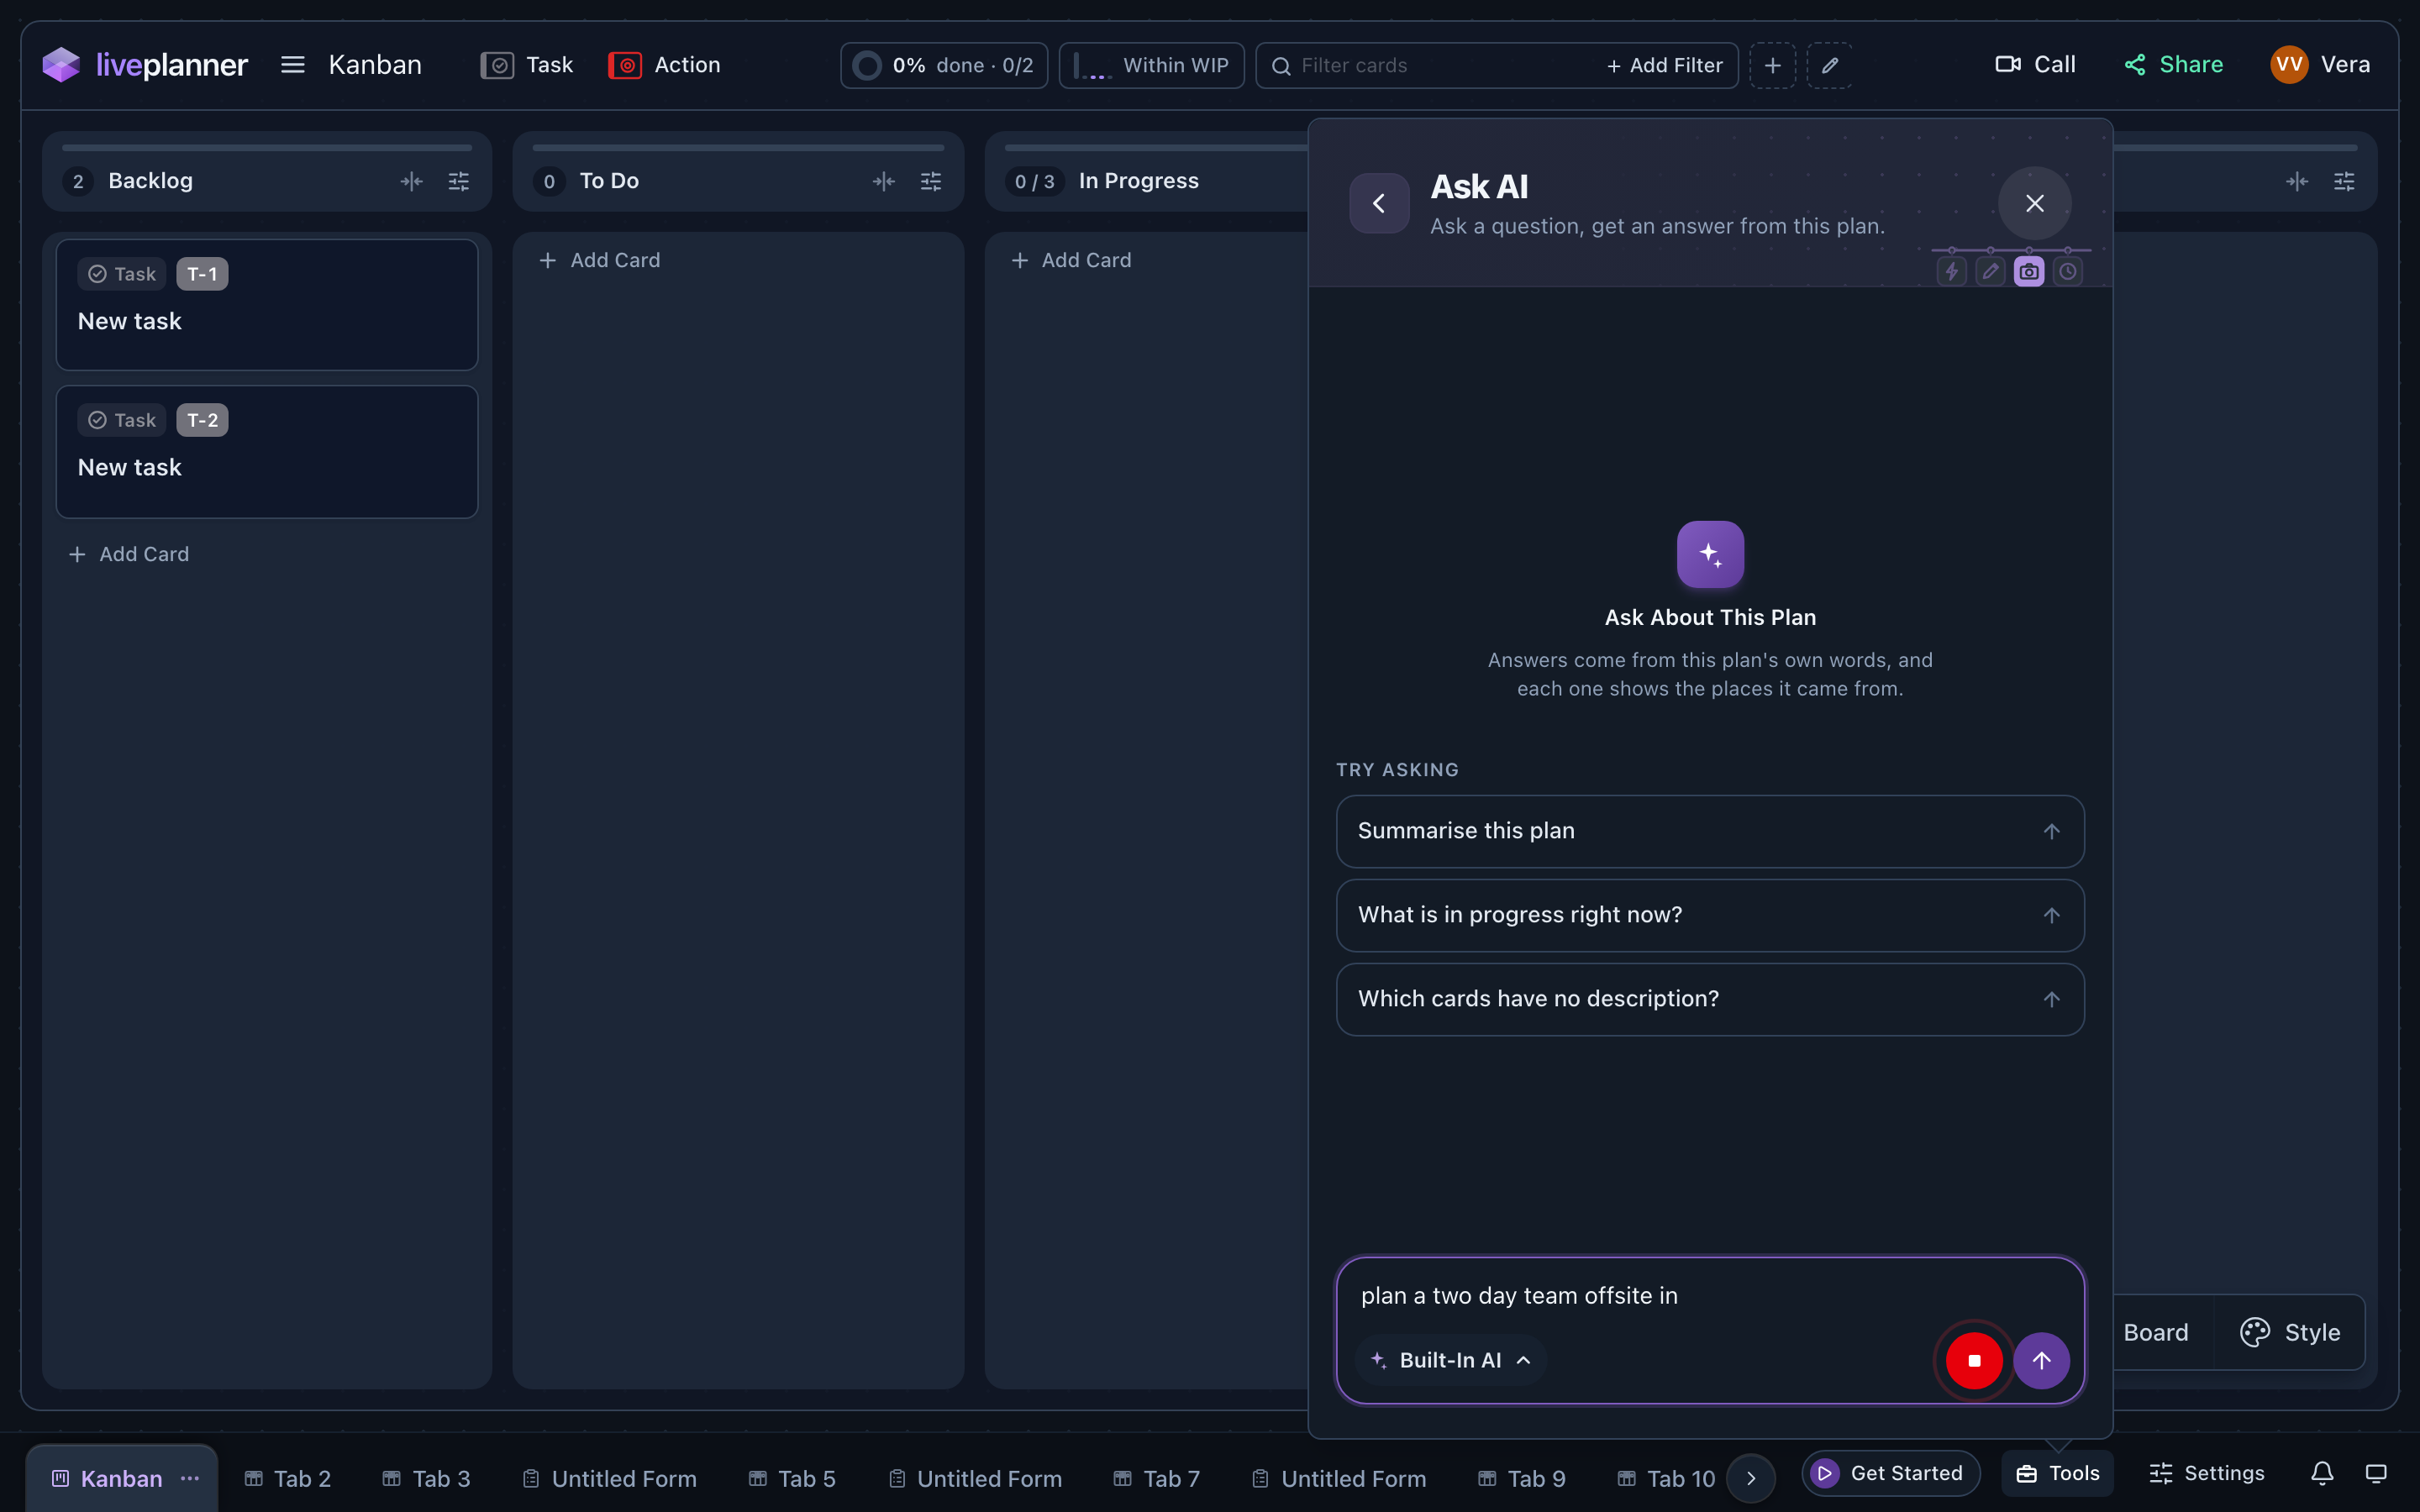 liveplanner
Kanban
Task
Action
0% done · 0/2
Within WIP
Filter cards
+ Add Filter
Call
Share
VV Vera
2 Backlog
0 To Do
0 / 3 In Progress
Task T-1
New task
Task T-2
New task
+ Add Card
+ Add Card
+ Add Card
Ask AI
Ask a question, get an answer from this plan.
Ask About This Plan
Answers come from this plan's own words, and
each one shows the places it came from.
TRY ASKING
Summarise this plan
What is in progress right now?
Which cards have no description?
plan a two day team offsite in
Built-In AI
Board
Style
Kanban
Tab 2
Tab 3
Untitled Form
Tab 5
Untitled Form
Tab 7
Untitled Form
Tab 9
Tab 10
Get Started
Tools
Settings